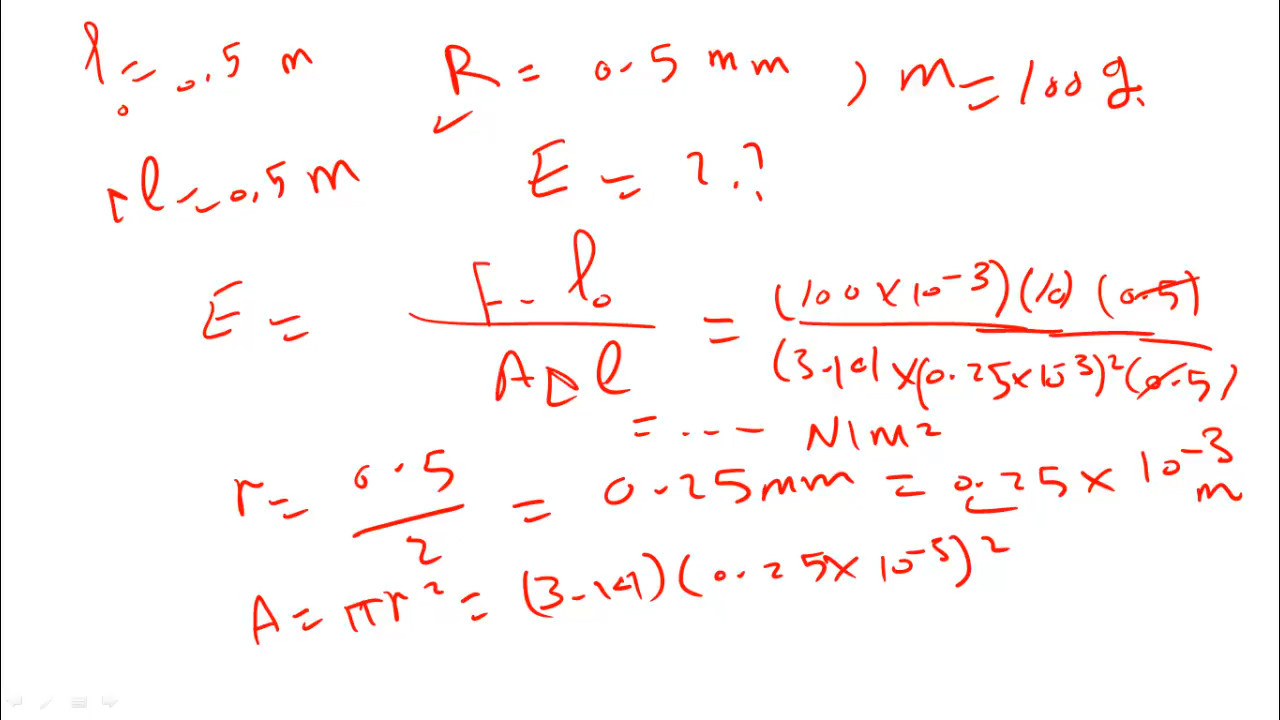 l₀ = 0.5 m R = 0.5 mm , m = 100 g.
Δl = 0.5 m E = ??
E = F · l₀ / A Δl = (100 × 10⁻³)(10)(0.5) / (3.14) × (0.25 × 10⁻³)² (0.5)
= ... N/m²
r = 0.5 / 2 = 0.25 mm = 0.25 × 10⁻³ m
A = πr² = (3.14)(0.25 × 10⁻³)²